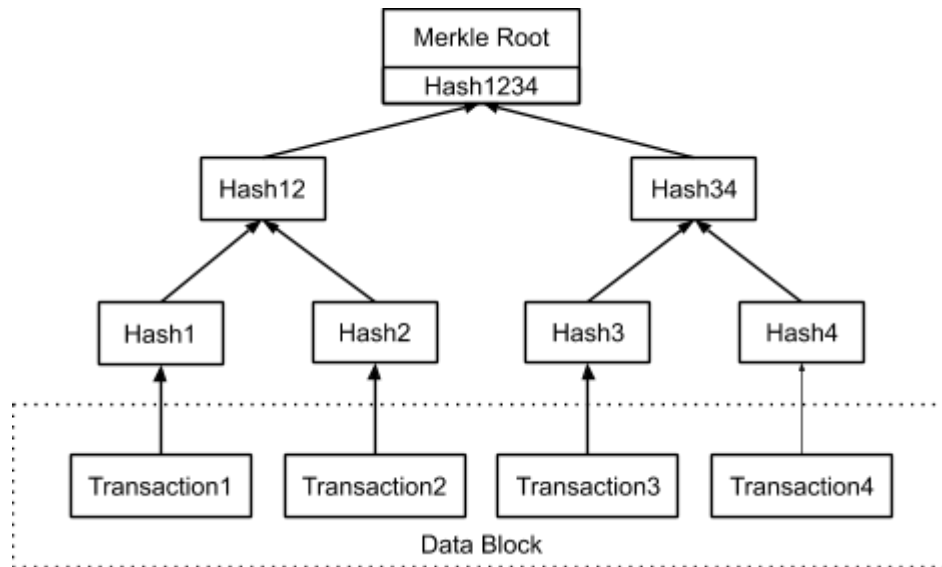 Merkle Root
Hash1234
Hash12
Hash34
Hash1
Hash2
Hash3
Hash4
Transaction1
Transaction2
Transaction3
Transaction4
Data Block